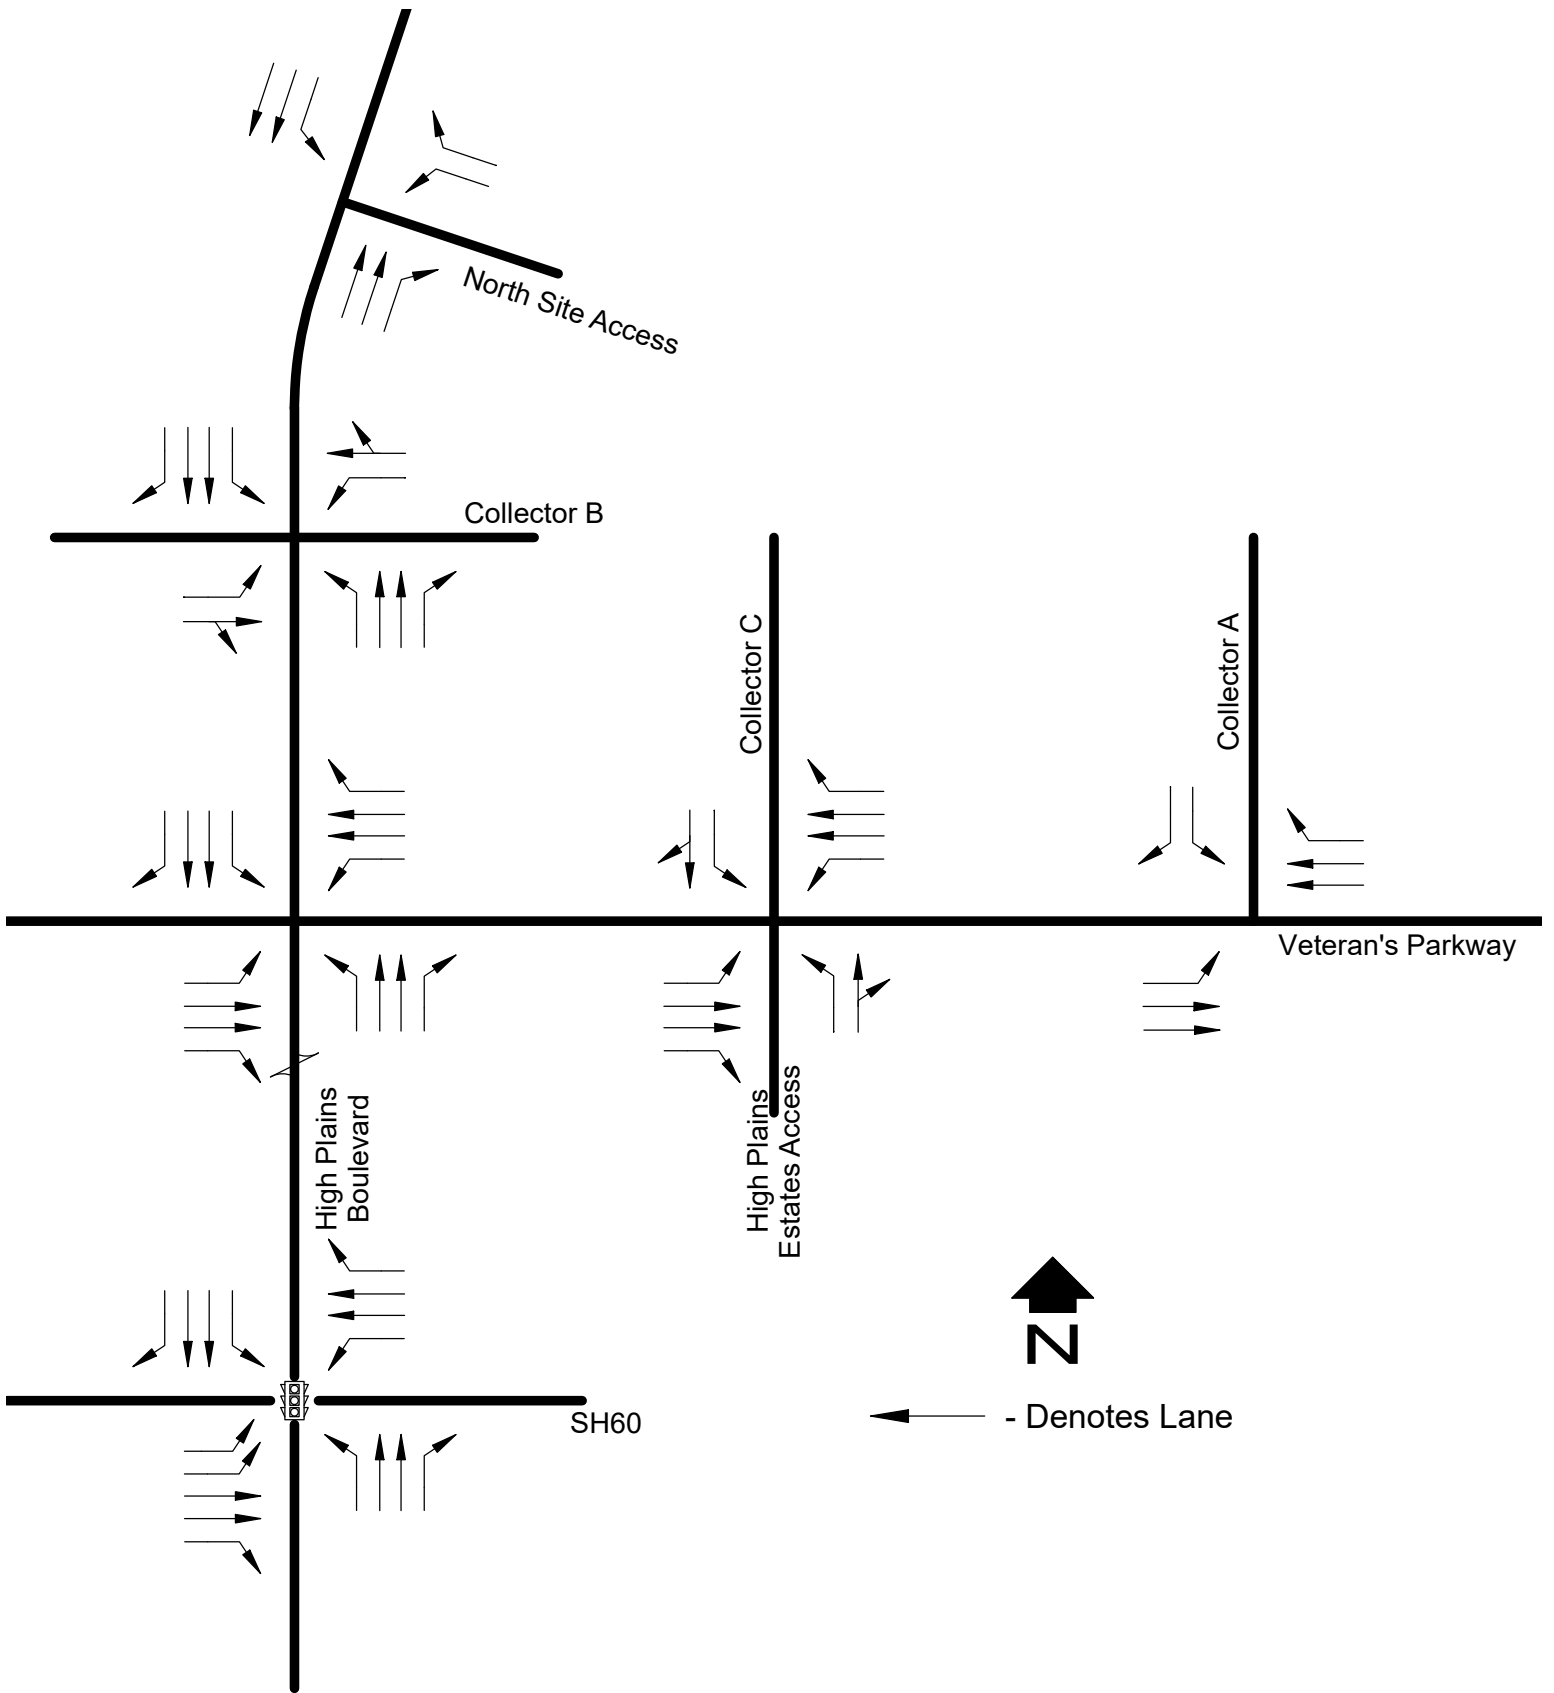 North Site Access
Collector B
Collector C
Collector A
Veteran's Parkway
High Plains
Boulevard
High Plains
Estates Access
N
SH60
- Denotes Lane